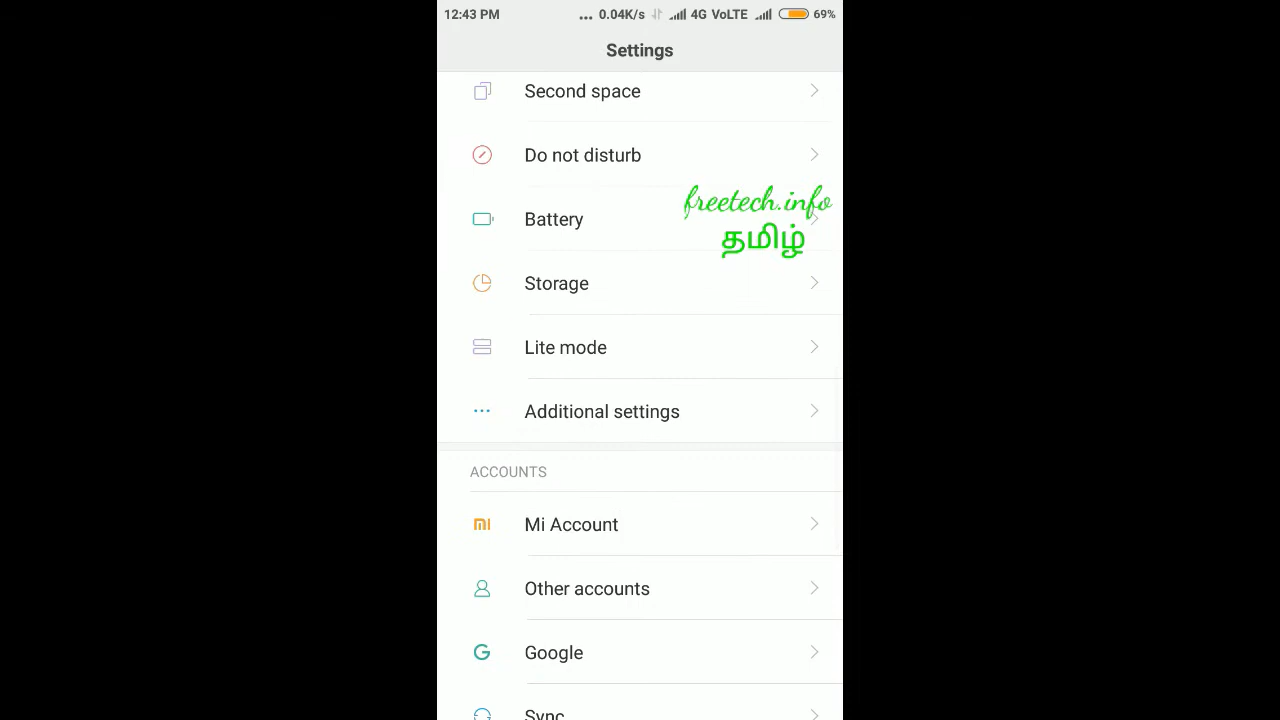 12:43 PM ... 0.04K/s 4G VoLTE 69%
Settings
Second space
Do not disturb
freetech.info
Battery
தமிழ்
Storage
Lite mode
Additional settings
ACCOUNTS
Mi Account
Other accounts
Google
Sync